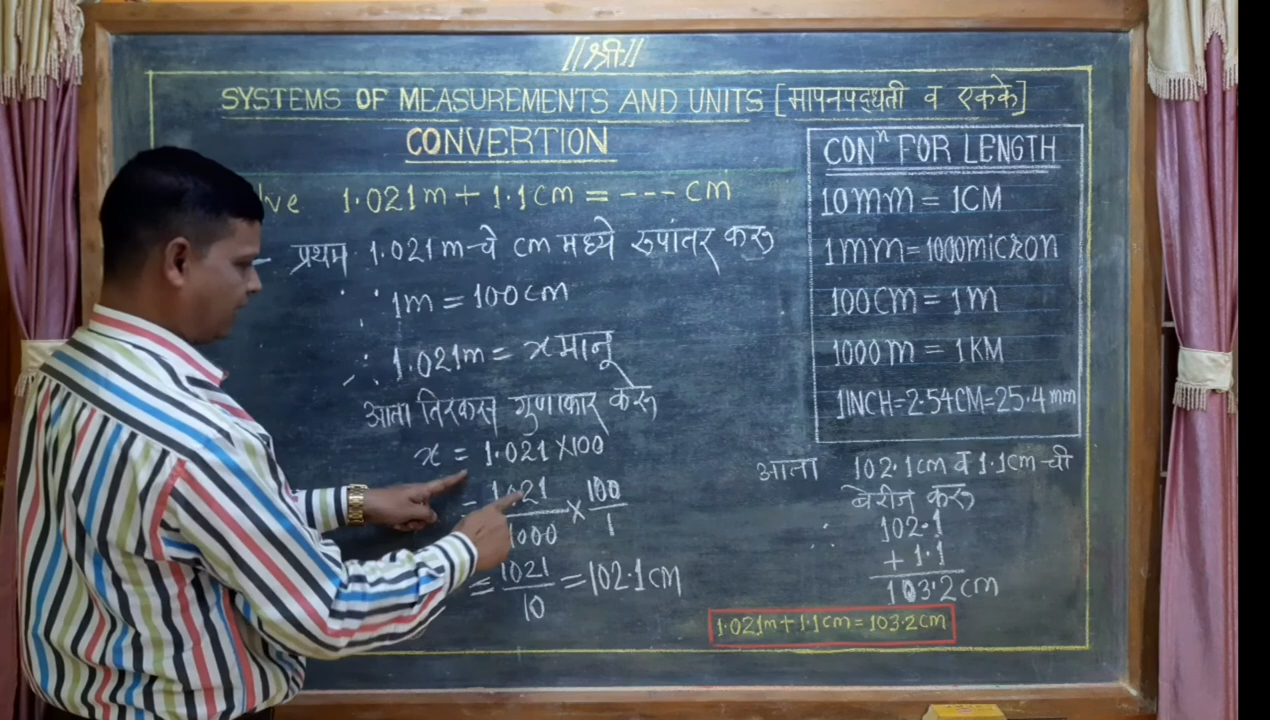 ||श्री||
SYSTEMS OF MEASUREMENTS AND UNITS [मापनपद्धती व एकके]
CONVERTION
ve 1.021m + 1.1cm = --- cm
- प्रथम 1.021m-चे cm मध्ये रुपांतर करु
∵ 1m = 100cm
∴ 1.021m = x मानू
आता तिरकस गुणाकार करु
x = 1.021 X100
= 1021/1000 × 100/1
= 1021/10 = 102.1cm
CONⁿ FOR LENGTH
10mm = 1CM
1mm = 1000micron
100CM = 1m
1000m = 1KM
1INCH=2.54CM=25.4mm
आता 102.1cm व 1.1cm-ची
बेरीज करु
∴ 102.1
+ 1.1
103.2cm
1.021m+1.1cm=103.2cm